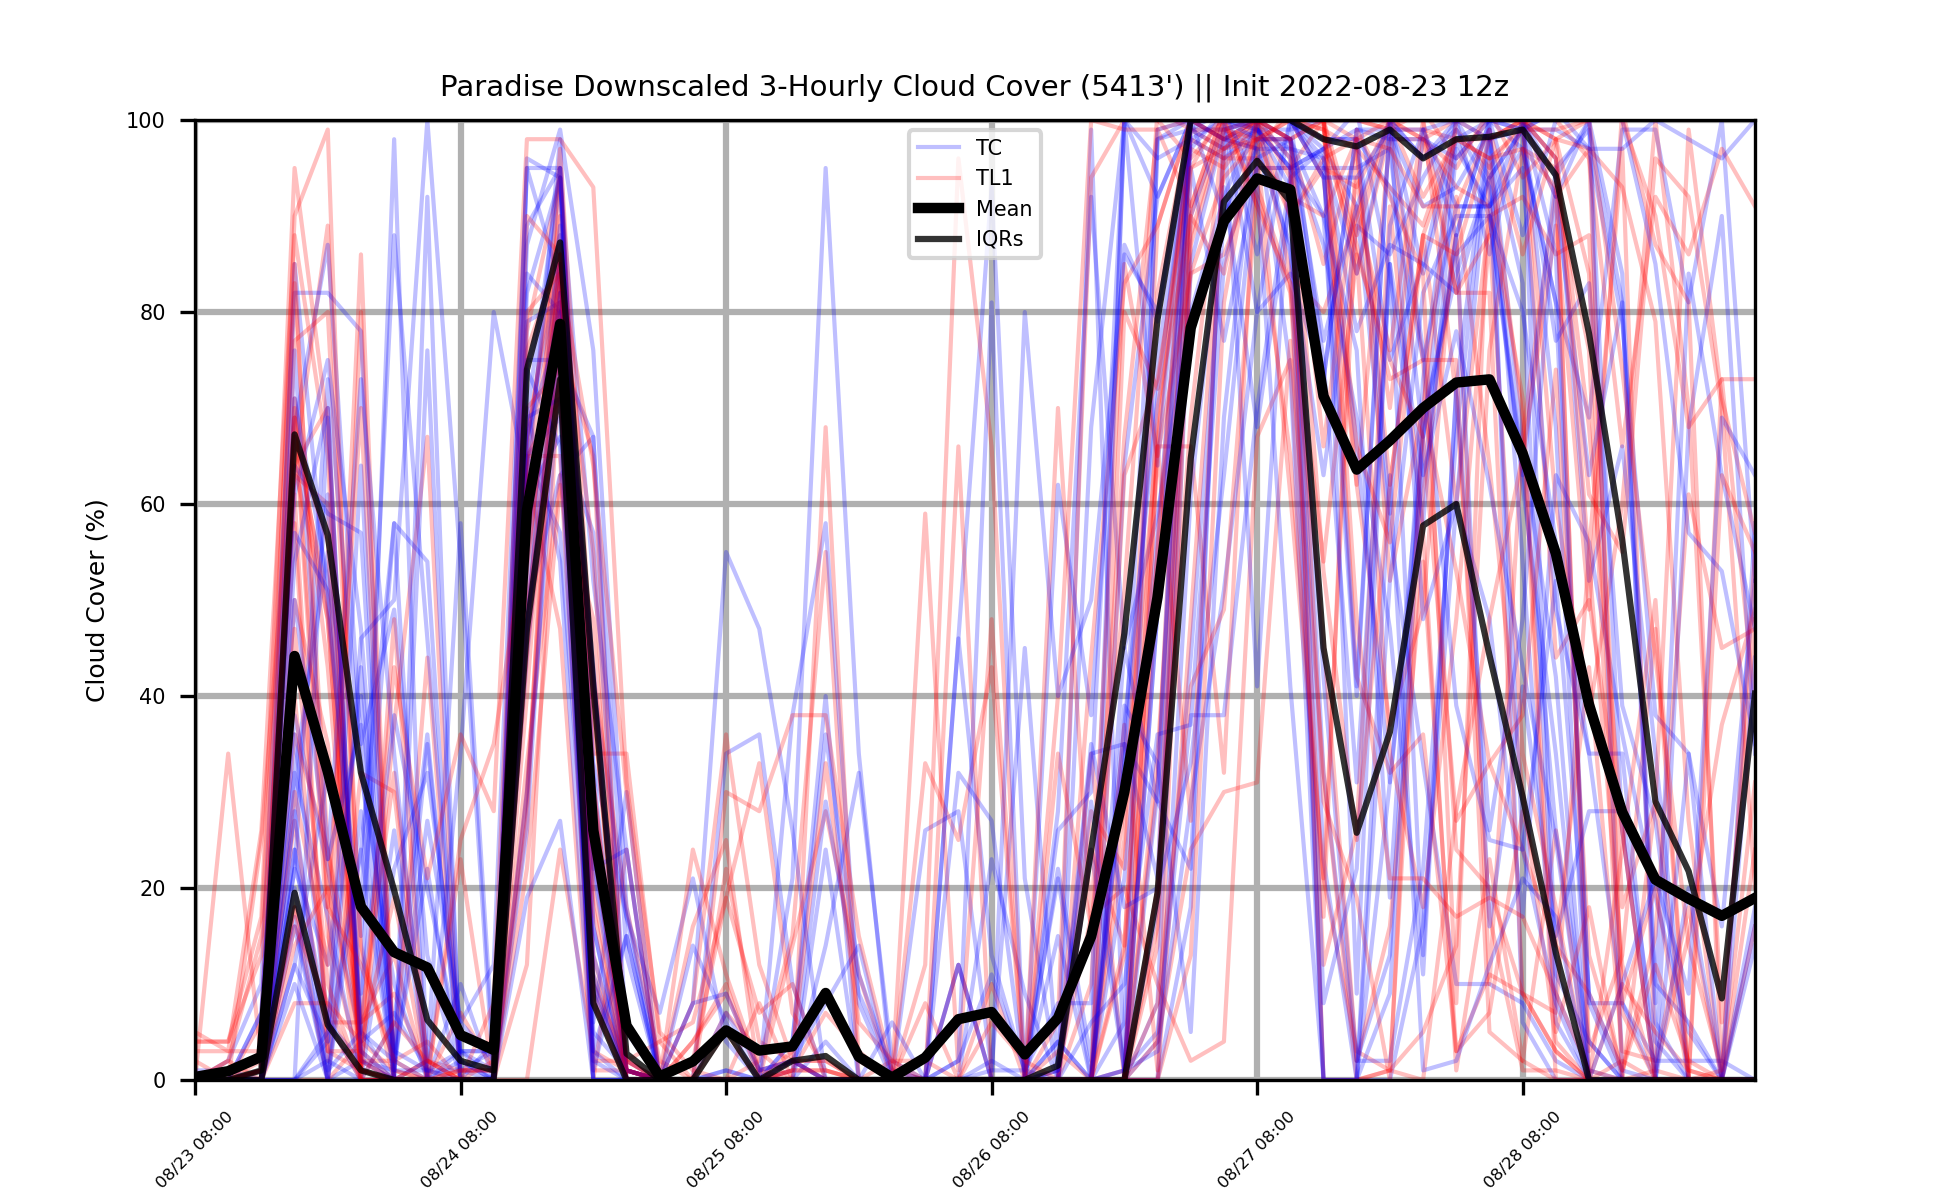 Paradise Downscaled 3-Hourly Cloud Cover (5413') || Init 2022-08-23 12z
Cloud Cover (%)
100
80
60
40
20
0
TC
TL1
Mean
IQRs
08/23 08:00
08/24 08:00
08/25 08:00
08/26 08:00
08/27 08:00
08/28 08:00